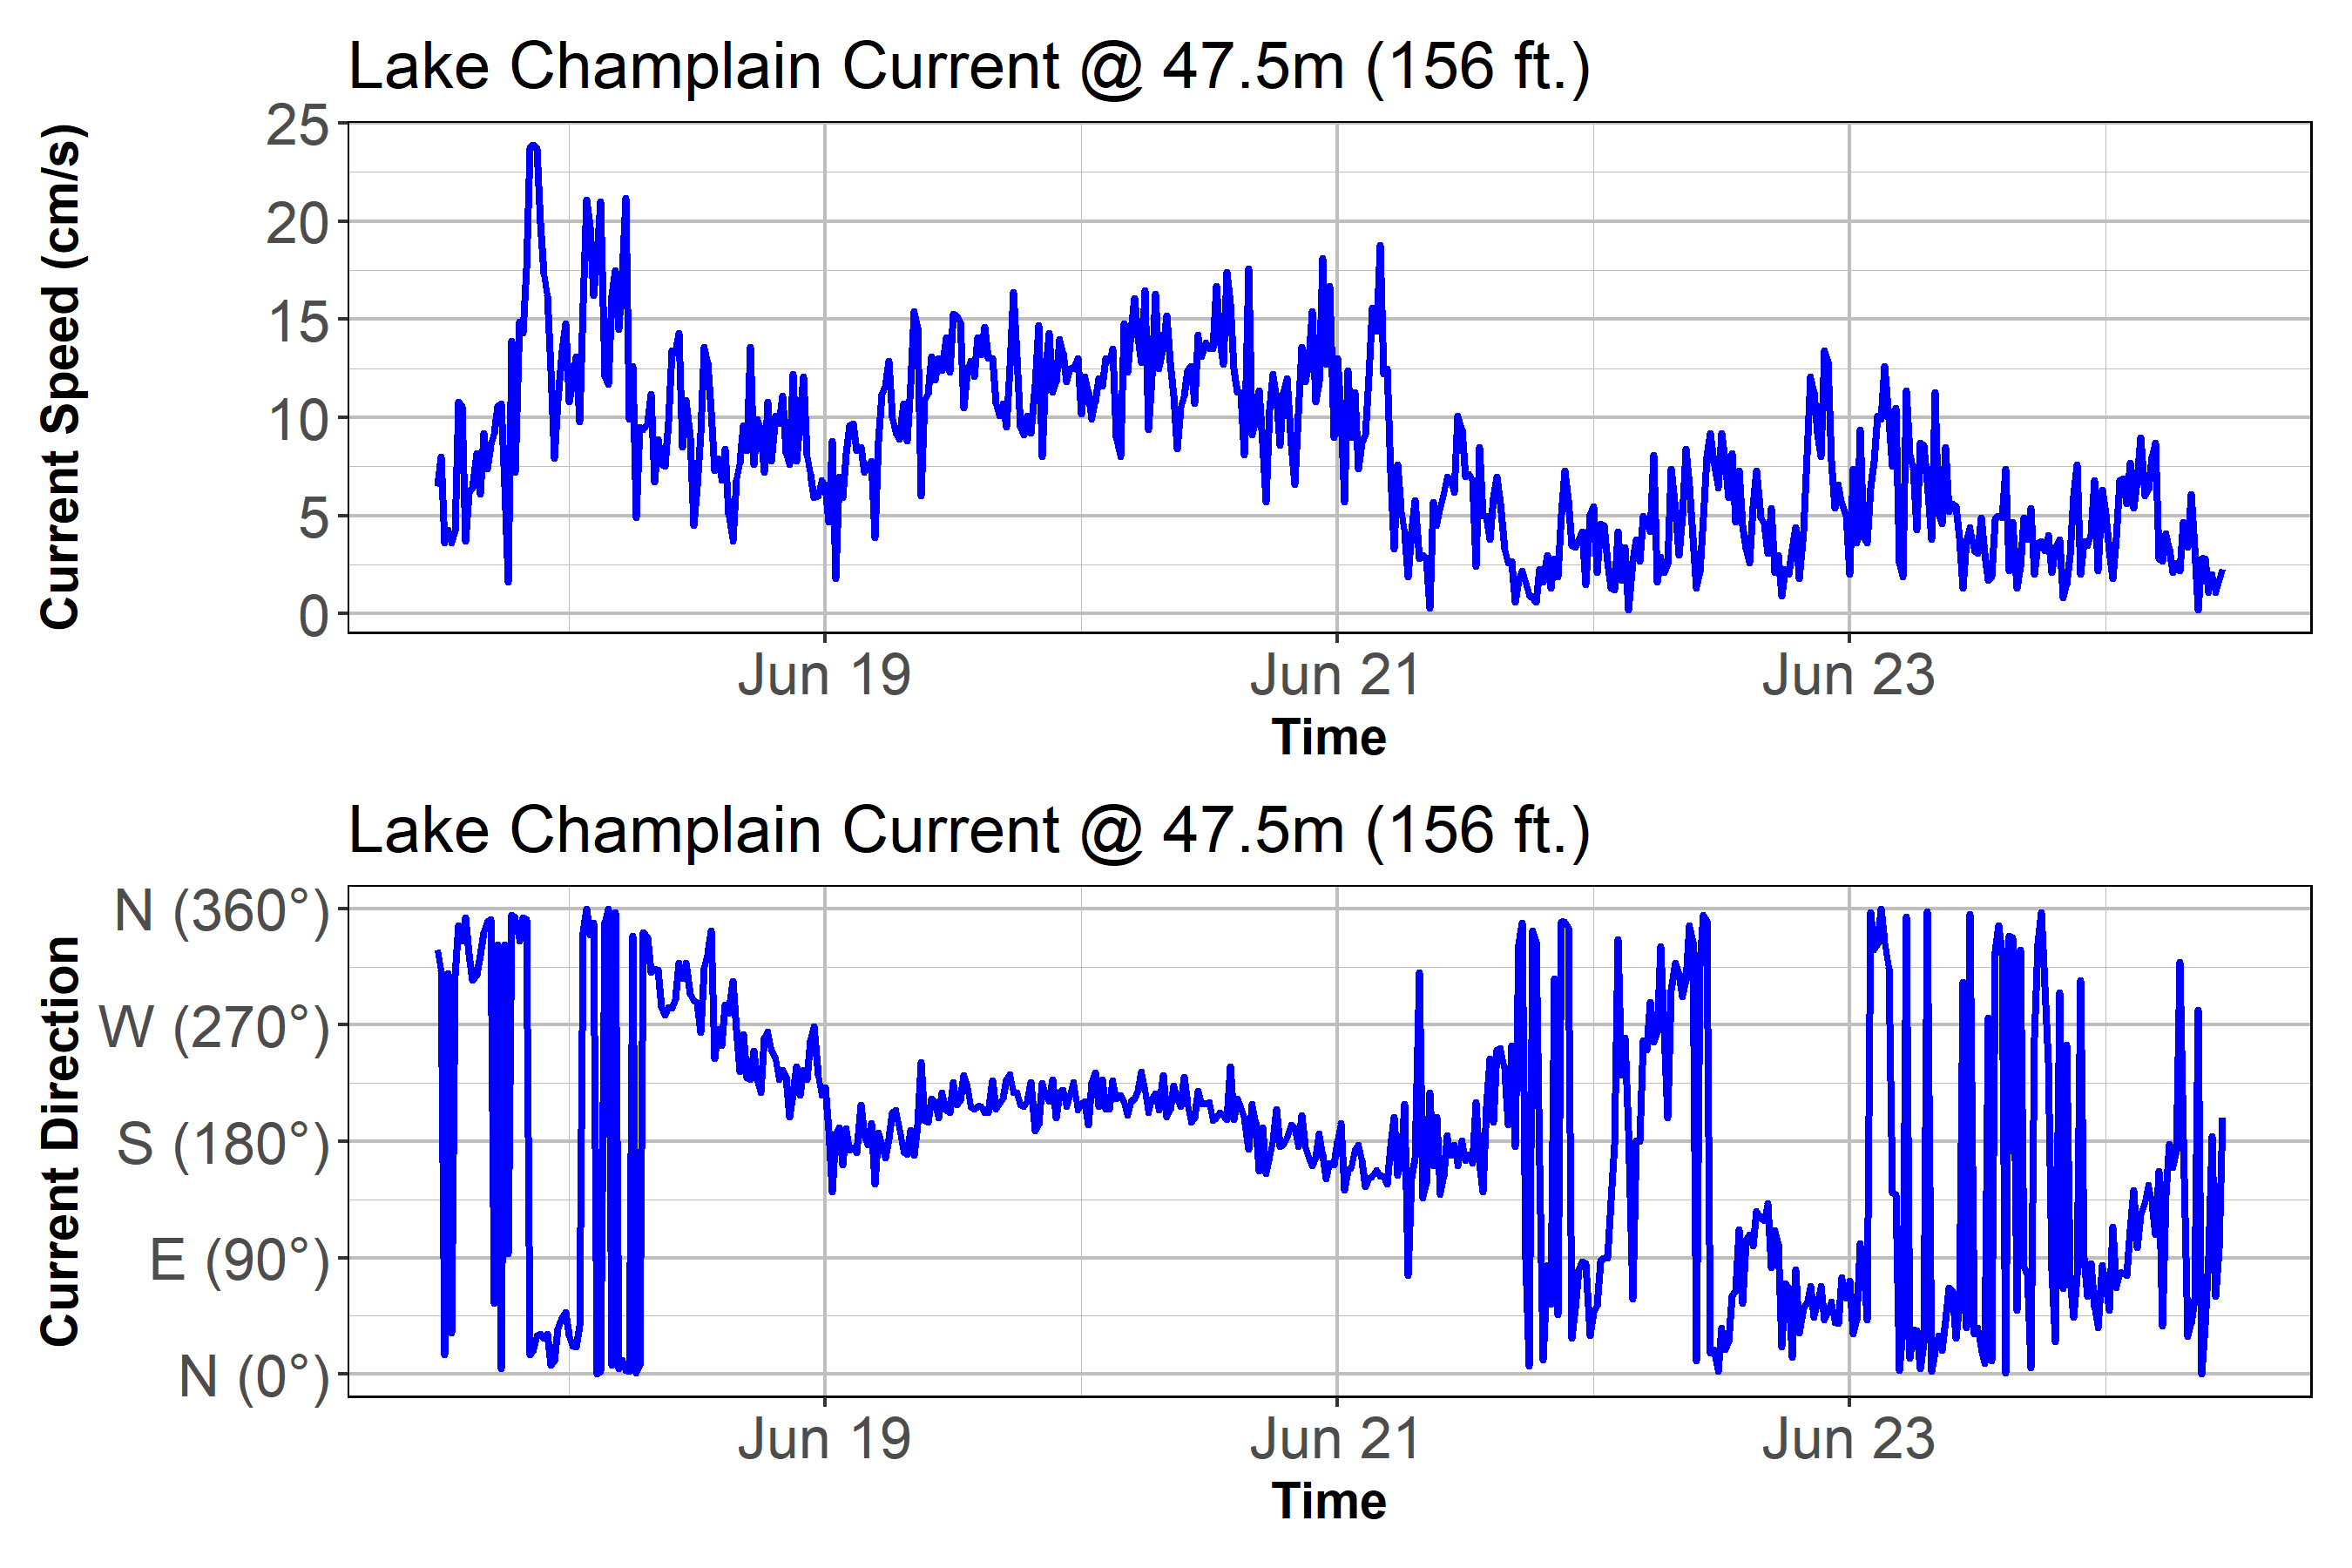 Lake Champlain Current @ 47.5m (156 ft.)
Current Speed (cm/s)
25
20
15
10
5
0
Jun 19 Jun 21 Jun 23
Time
Lake Champlain Current @ 47.5m (156 ft.)
Current Direction
N (360°)
W (270°)
S (180°)
E (90°)
N (0°)
Jun 19 Jun 21 Jun 23
Time